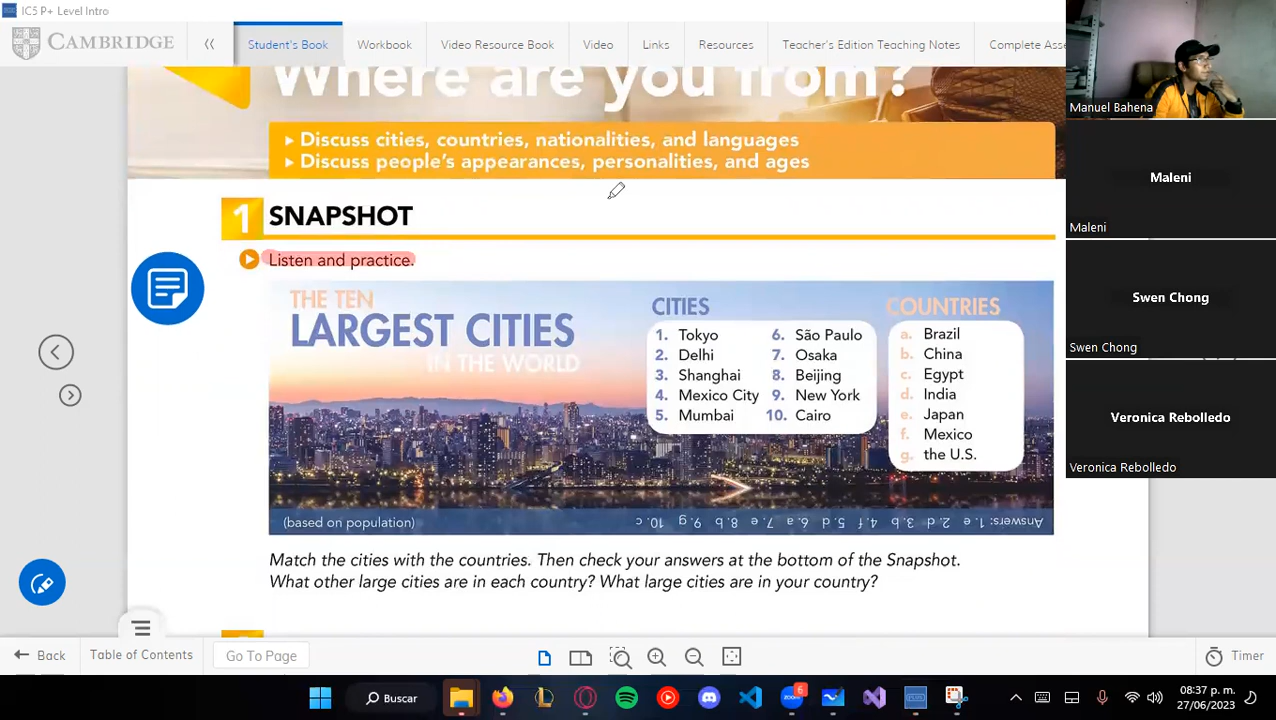 IC5 P+ Level Intro
CAMBRIDGE
Student's Book
Workbook
Video Resource Book
Video
Links
Resources
Teacher's Edition Teaching Notes
Complete Asse
Where are you from?
Discuss cities, countries, nationalities, and languages
Discuss people's appearances, personalities, and ages
1 SNAPSHOT
Listen and practice.
THE TEN
LARGEST CITIES
IN THE WORLD
CITIES
1. Tokyo
2. Delhi
3. Shanghai
4. Mexico City
5. Mumbai
6. São Paulo
7. Osaka
8. Beijing
9. New York
10. Cairo
COUNTRIES
a. Brazil
b. China
c. Egypt
d. India
e. Japan
f. Mexico
g. the U.S.
(based on population)
Answers: 1. e 2. d 3. b 4. f 5. d 6. a 7. e 8. b 9. g 10. c
Match the cities with the countries. Then check your answers at the bottom of the Snapshot.
What other large cities are in each country? What large cities are in your country?
Manuel Bahena
Maleni
Maleni
Swen Chong
Swen Chong
Veronica Rebolledo
Veronica Rebolledo
Back
Table of Contents
Go To Page
Timer
Buscar
zoom
6
08:37 p. m.
27/06/2023